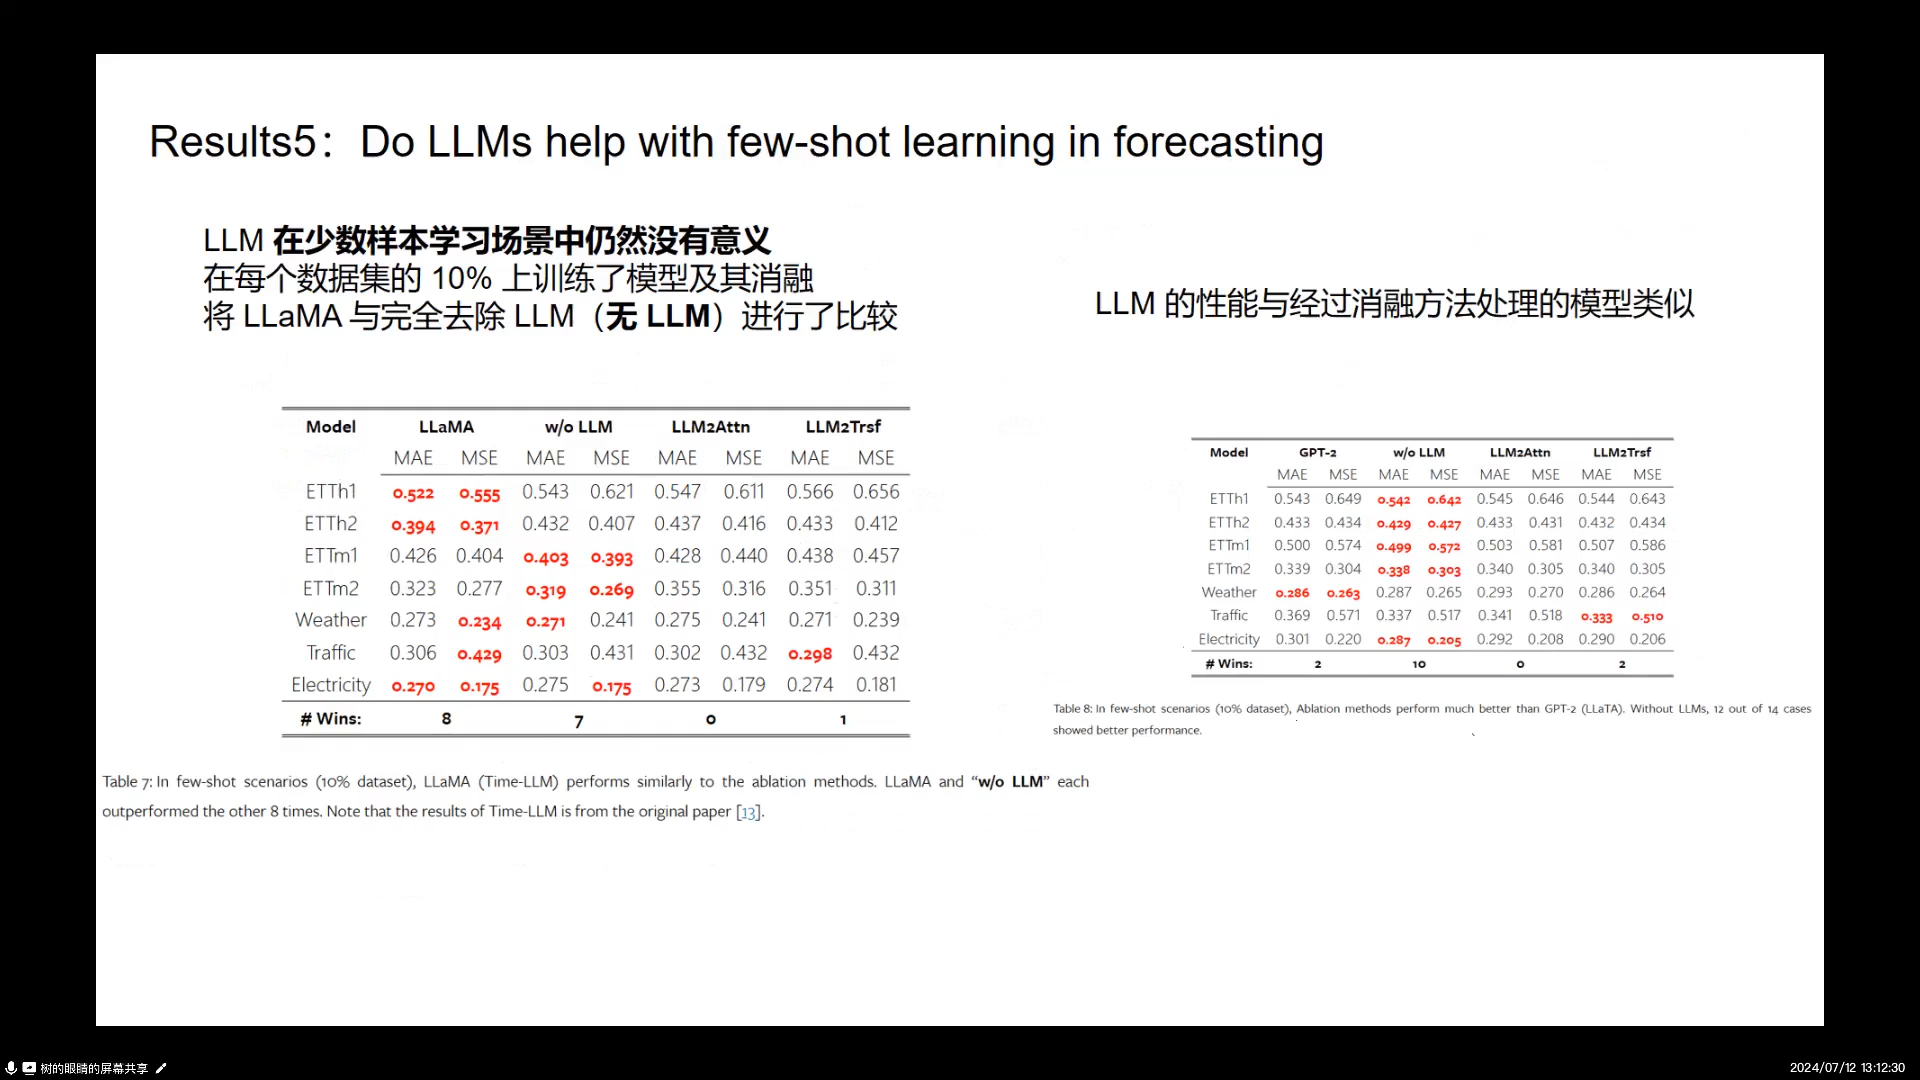 Results5：Do LLMs help with few-shot learning in forecasting
LLM 在少数样本学习场景中仍然没有意义
在每个数据集的 10% 上训练了模型及其消融
将 LLaMA 与完全去除 LLM（无 LLM）进行了比较
Model LLaMA w/o LLM LLM2Attn LLM2Trsf
MAE MSE MAE MSE MAE MSE MAE MSE
ETTh1 0.522 0.555 0.543 0.621 0.547 0.611 0.566 0.656
ETTh2 0.394 0.371 0.432 0.407 0.437 0.416 0.433 0.412
ETTm1 0.426 0.404 0.403 0.393 0.428 0.440 0.438 0.457
ETTm2 0.323 0.277 0.319 0.269 0.355 0.316 0.351 0.311
Weather 0.273 0.234 0.271 0.241 0.275 0.241 0.271 0.239
Traffic 0.306 0.429 0.303 0.431 0.302 0.432 0.298 0.432
Electricity 0.270 0.175 0.275 0.175 0.273 0.179 0.274 0.181
# Wins: 8 7 0 1
Table 7: In few-shot scenarios (10% dataset), LLaMA (Time-LLM) performs similarly to the ablation methods. LLaMA and “w/o LLM” each
outperformed the other 8 times. Note that the results of Time-LLM is from the original paper [13].
LLM 的性能与经过消融方法处理的模型类似
Model GPT-2 w/o LLM LLM2Attn LLM2Trsf
MAE MSE MAE MSE MAE MSE MAE MSE
ETTh1 0.543 0.649 0.542 0.642 0.545 0.646 0.544 0.643
ETTh2 0.433 0.434 0.429 0.427 0.433 0.431 0.432 0.434
ETTm1 0.500 0.574 0.499 0.572 0.503 0.581 0.507 0.586
ETTm2 0.339 0.304 0.338 0.303 0.340 0.305 0.340 0.305
Weather 0.286 0.263 0.287 0.265 0.293 0.270 0.286 0.264
Traffic 0.369 0.571 0.337 0.517 0.341 0.518 0.333 0.510
Electricity 0.301 0.220 0.287 0.205 0.292 0.208 0.290 0.206
# Wins: 2 10 0 2
Table 8: In few-shot scenarios (10% dataset), Ablation methods perform much better than GPT-2 (LLaTA). Without LLMs, 12 out of 14 cases
showed better performance.
树的眼睛的屏幕共享
2024/07/12 13:12:30